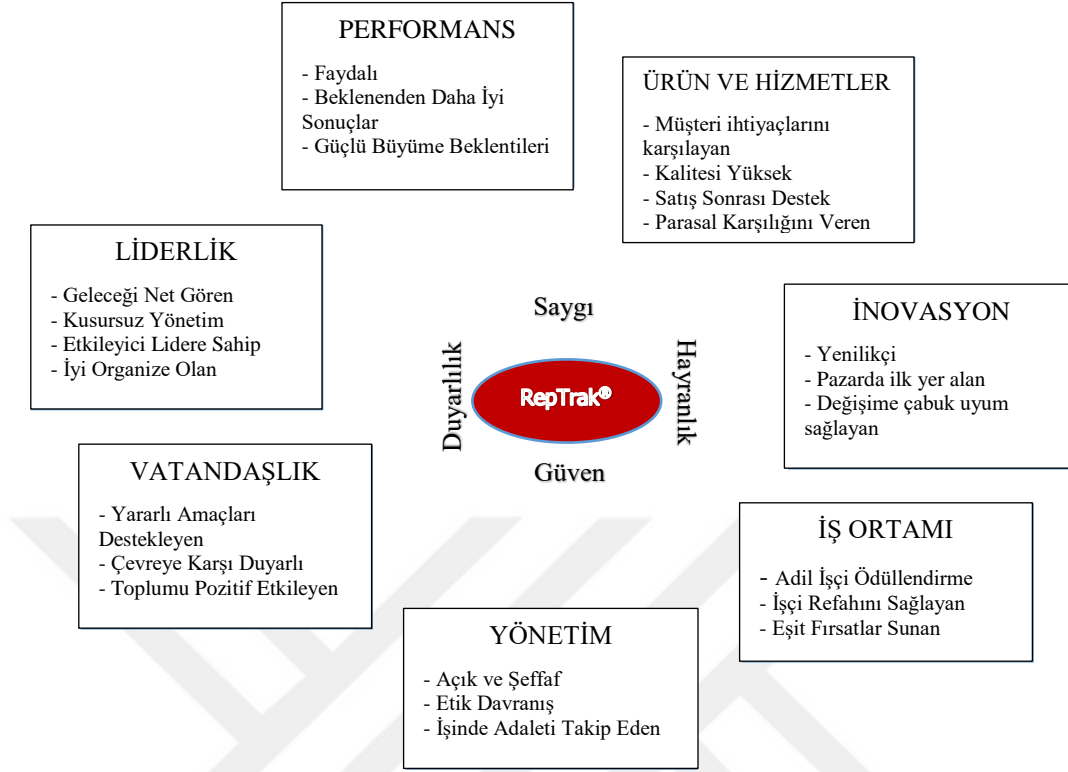 PERFORMANS
- Faydalı
- Beklenenden Daha İyi
Sonuçlar
- Güçlü Büyüme Beklentileri
ÜRÜN VE HİZMETLER
- Müşteri ihtiyaçlarını
karşılayan
- Kalitesi Yüksek
- Satış Sonrası Destek
- Parasal Karşılığını Veren
LİDERLİK
- Geleceği Net Gören
- Kusursuz Yönetim
- Etkileyici Lidere Sahip
- İyi Organize Olan
Saygı
Duyarlılık
RepTrak®
Hayranlık
Güven
İNOVASYON
- Yenilikçi
- Pazarda ilk yer alan
- Değişime çabuk uyum
sağlayan
VATANDAŞLIK
- Yararlı Amaçları
Destekleyen
- Çevreye Karşı Duyarlı
- Toplumu Pozitif Etkileyen
İŞ ORTAMI
- Adil İşçi Ödüllendirme
- İşçi Refahını Sağlayan
- Eşit Fırsatlar Sunan
YÖNETİM
- Açık ve Şeffaf
- Etik Davranış
- İşinde Adaleti Takip Eden